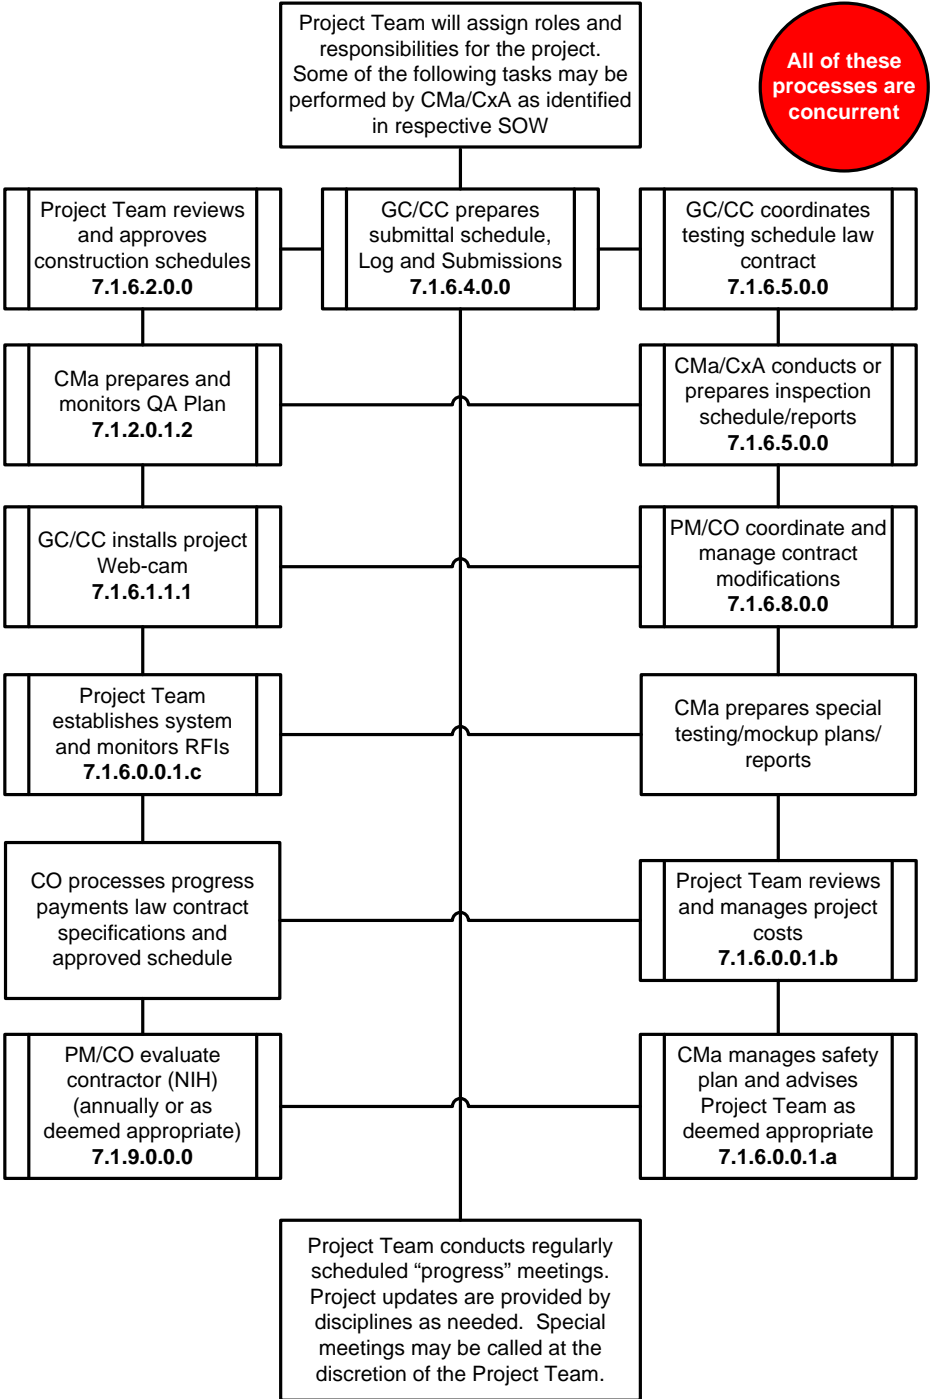 Project Team will assign roles and
responsibilities for the project.
Some of the following tasks may be
performed by CMa/CxA as identified
in respective SOW
All of these
processes are
concurrent
Project Team reviews
and approves
construction schedules
7.1.6.2.0.0
GC/CC prepares
submittal schedule,
Log and Submissions
7.1.6.4.0.0
GC/CC coordinates
testing schedule law
contract
7.1.6.5.0.0
CMa prepares and
monitors QA Plan
7.1.2.0.1.2
CMa/CxA conducts or
prepares inspection
schedule/reports
7.1.6.5.0.0
GC/CC installs project
Web-cam
7.1.6.1.1.1
PM/CO coordinate and
manage contract
modifications
7.1.6.8.0.0
Project Team
establishes system
and monitors RFIs
7.1.6.0.0.1.c
CMa prepares special
testing/mockup plans/
reports
CO processes progress
payments law contract
specifications and
approved schedule
Project Team reviews
and manages project
costs
7.1.6.0.0.1.b
PM/CO evaluate
contractor (NIH)
(annually or as
deemed appropriate)
7.1.9.0.0.0
CMa manages safety
plan and advises
Project Team as
deemed appropriate
7.1.6.0.0.1.a
Project Team conducts regularly
scheduled “progress” meetings.
Project updates are provided by
disciplines as needed.  Special
meetings may be called at the
discretion of the Project Team.